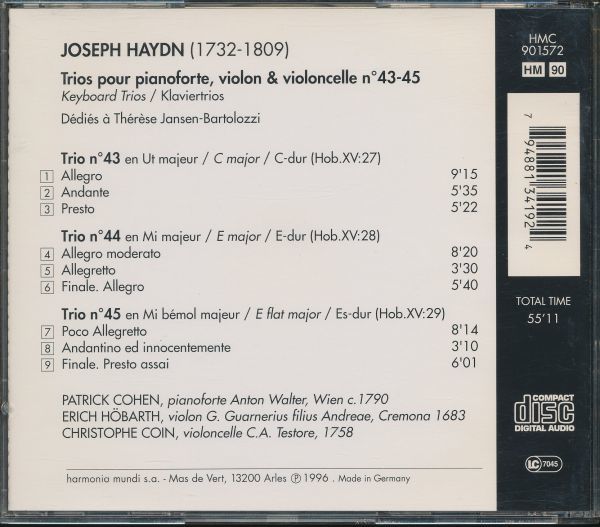 JOSEPH HAYDN (1732-1809)
Trios pour pianoforte, violon & violoncelle n°43-45
Keyboard Trios / Klaviertrios
Dédiés à Thérèse Jansen-Bartolozzi
Trio n°43 en Ut majeur / C major / C-dur (Hob.XV:27)
1 Allegro 9'15
2 Andante 5'35
3 Presto 5'22
Trio n°44 en Mi majeur / E major / E-dur (Hob.XV:28)
4 Allegro moderato 8'20
5 Allegretto 3'30
6 Finale. Allegro 5'40
Trio n°45 en Mi bémol majeur / E flat major / Es-dur (Hob.XV:29)
7 Poco Allegretto 8'14
8 Andantino ed innocentemente 3'10
9 Finale. Presto assai 6'01
PATRICK COHEN, pianoforte Anton Walter, Wien c.1790
ERICH HÖBARTH, violon G. Guarnerius filius Andreae, Cremona 1683
CHRISTOPHE COIN, violoncelle C.A. Testore, 1758
harmonia mundi s.a. - Mas de Vert, 13200 Arles ℗ 1996 . Made in Germany
HMC
901572
HM 90
7 94881 34192 4
TOTAL TIME
55'11
COMPACT
disc
DIGITAL AUDIO
LC 7045